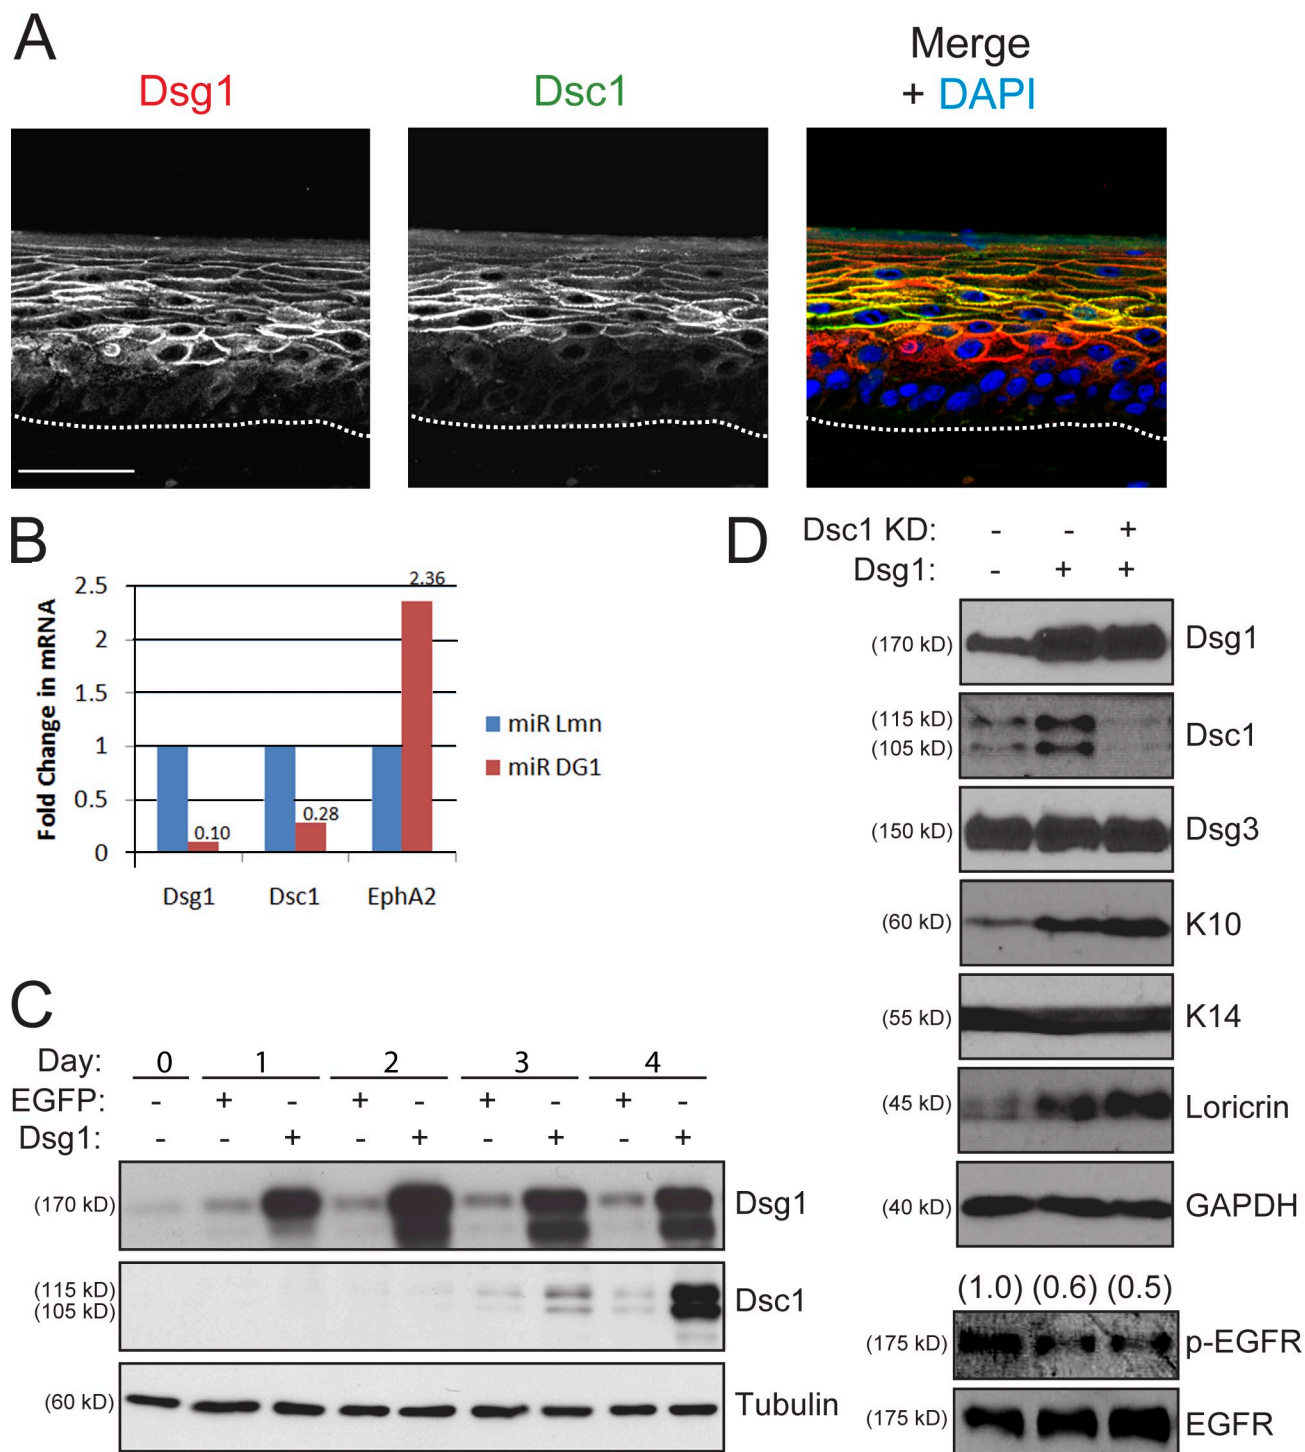 A
Dsg1
Dsc1
Merge
+ DAPI
B
Fold Change in mRNA
2.5
2
1.5
1
0.5
0
2.36
0.10
0.28
Dsg1
Dsc1
EphA2
miR Lmn
miR DG1
C
Day: 0 1 2 3 4
EGFP: - + - + - + - + -
Dsg1: - - + - + - + - +
(170 kD) Dsg1
(115 kD)
(105 kD) Dsc1
(60 kD) Tubulin
D
Dsc1 KD: - - +
Dsg1: - + +
(170 kD) Dsg1
(115 kD)
(105 kD) Dsc1
(150 kD) Dsg3
(60 kD) K10
(55 kD) K14
(45 kD) Loricrin
(40 kD) GAPDH
(1.0) (0.6) (0.5)
(175 kD) p-EGFR
(175 kD) EGFR